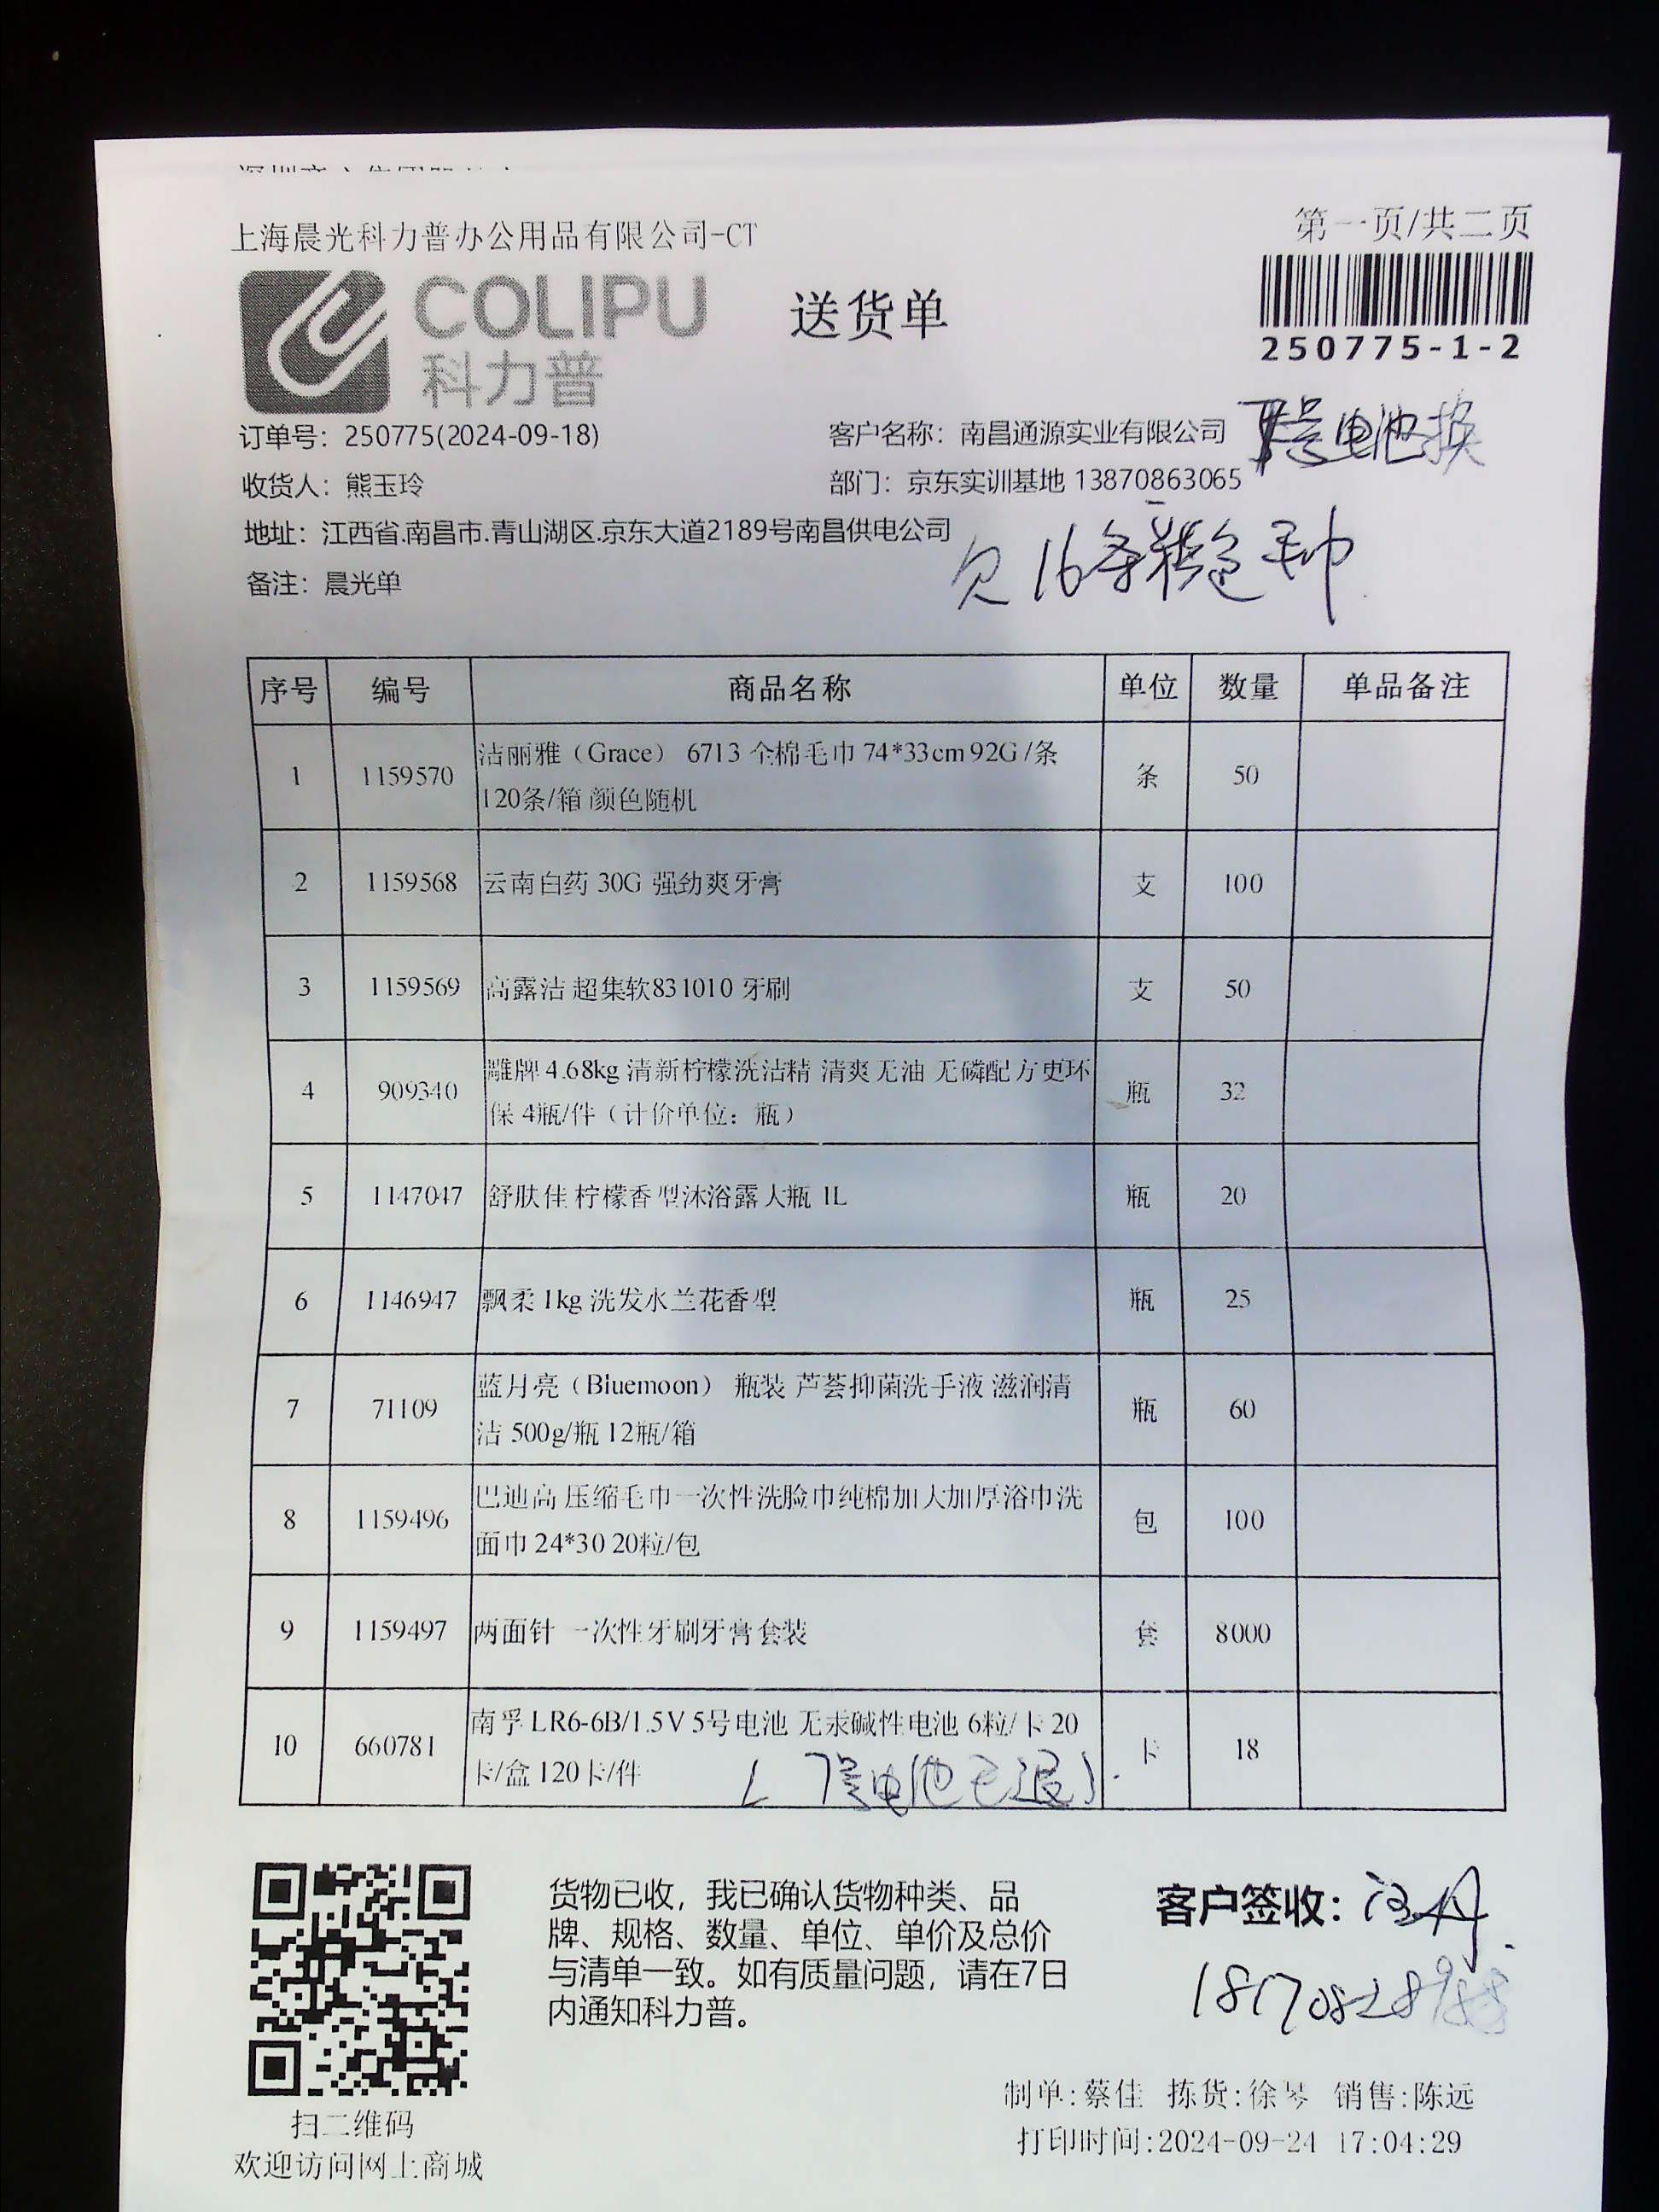 上海晨光科力普办公用品有限公司-CT
第一页/共二页
COLIPU
科力普
送货单
250775-1-2
订单号：250775(2024-09-18)
客户名称：南昌通源实业有限公司
号电池换
收货人：熊玉玲
部门：京东实训基地 13870863065
地址：江西省.南昌市.青山湖区.京东大道2189号南昌供电公司
欠16条 色毛巾
备注：晨光单
序号 编号 商品名称 单位 数量 单品备注
1 1159570 洁丽雅（Grace） 6713 全棉毛巾 74*33cm 92G /条 条 50
120条/箱 颜色随机
2 1159568 云南白药 30G 强劲爽牙膏 支 100
3 1159569 高露洁 超集软831010 牙刷 支 50
4 909340 雕牌 4.68kg 清新柠檬洗洁精 清爽无油 无磷配方更环 瓶 32
保 4瓶/件（计价单位：瓶）
5 1147047 舒肤佳 柠檬香型沐浴露大瓶 1L 瓶 20
6 1146947 飘柔 1kg 洗发水兰花香型 瓶 25
7 71109 蓝月亮（Bluemoon） 瓶装 芦荟抑菌洗手液 滋润清 瓶 60
洁 500g/瓶 12瓶/箱
8 1159496 巴迪高 压缩毛巾一次性洗脸巾纯棉加大加厚浴巾洗 包 100
面巾 24*30 20粒/包
9 1159497 两面针 一次性牙刷牙膏套装 套 8000
10 660781 南孚 LR6-6B/1.5V 5号电池 无汞碱性电池 6粒/卡 20 卡 18
卡/盒 120卡/件
（7号电池已退）
货物已收，我已确认货物种类、品
牌、规格、数量、单位、单价及总价
与清单一致。如有质量问题，请在7日
内通知科力普。
客户签收：
扫二维码
欢迎访问网上商城
制单:蔡佳 拣货:徐琴 销售:陈远
打印时间:2024-09-24 17:04:29